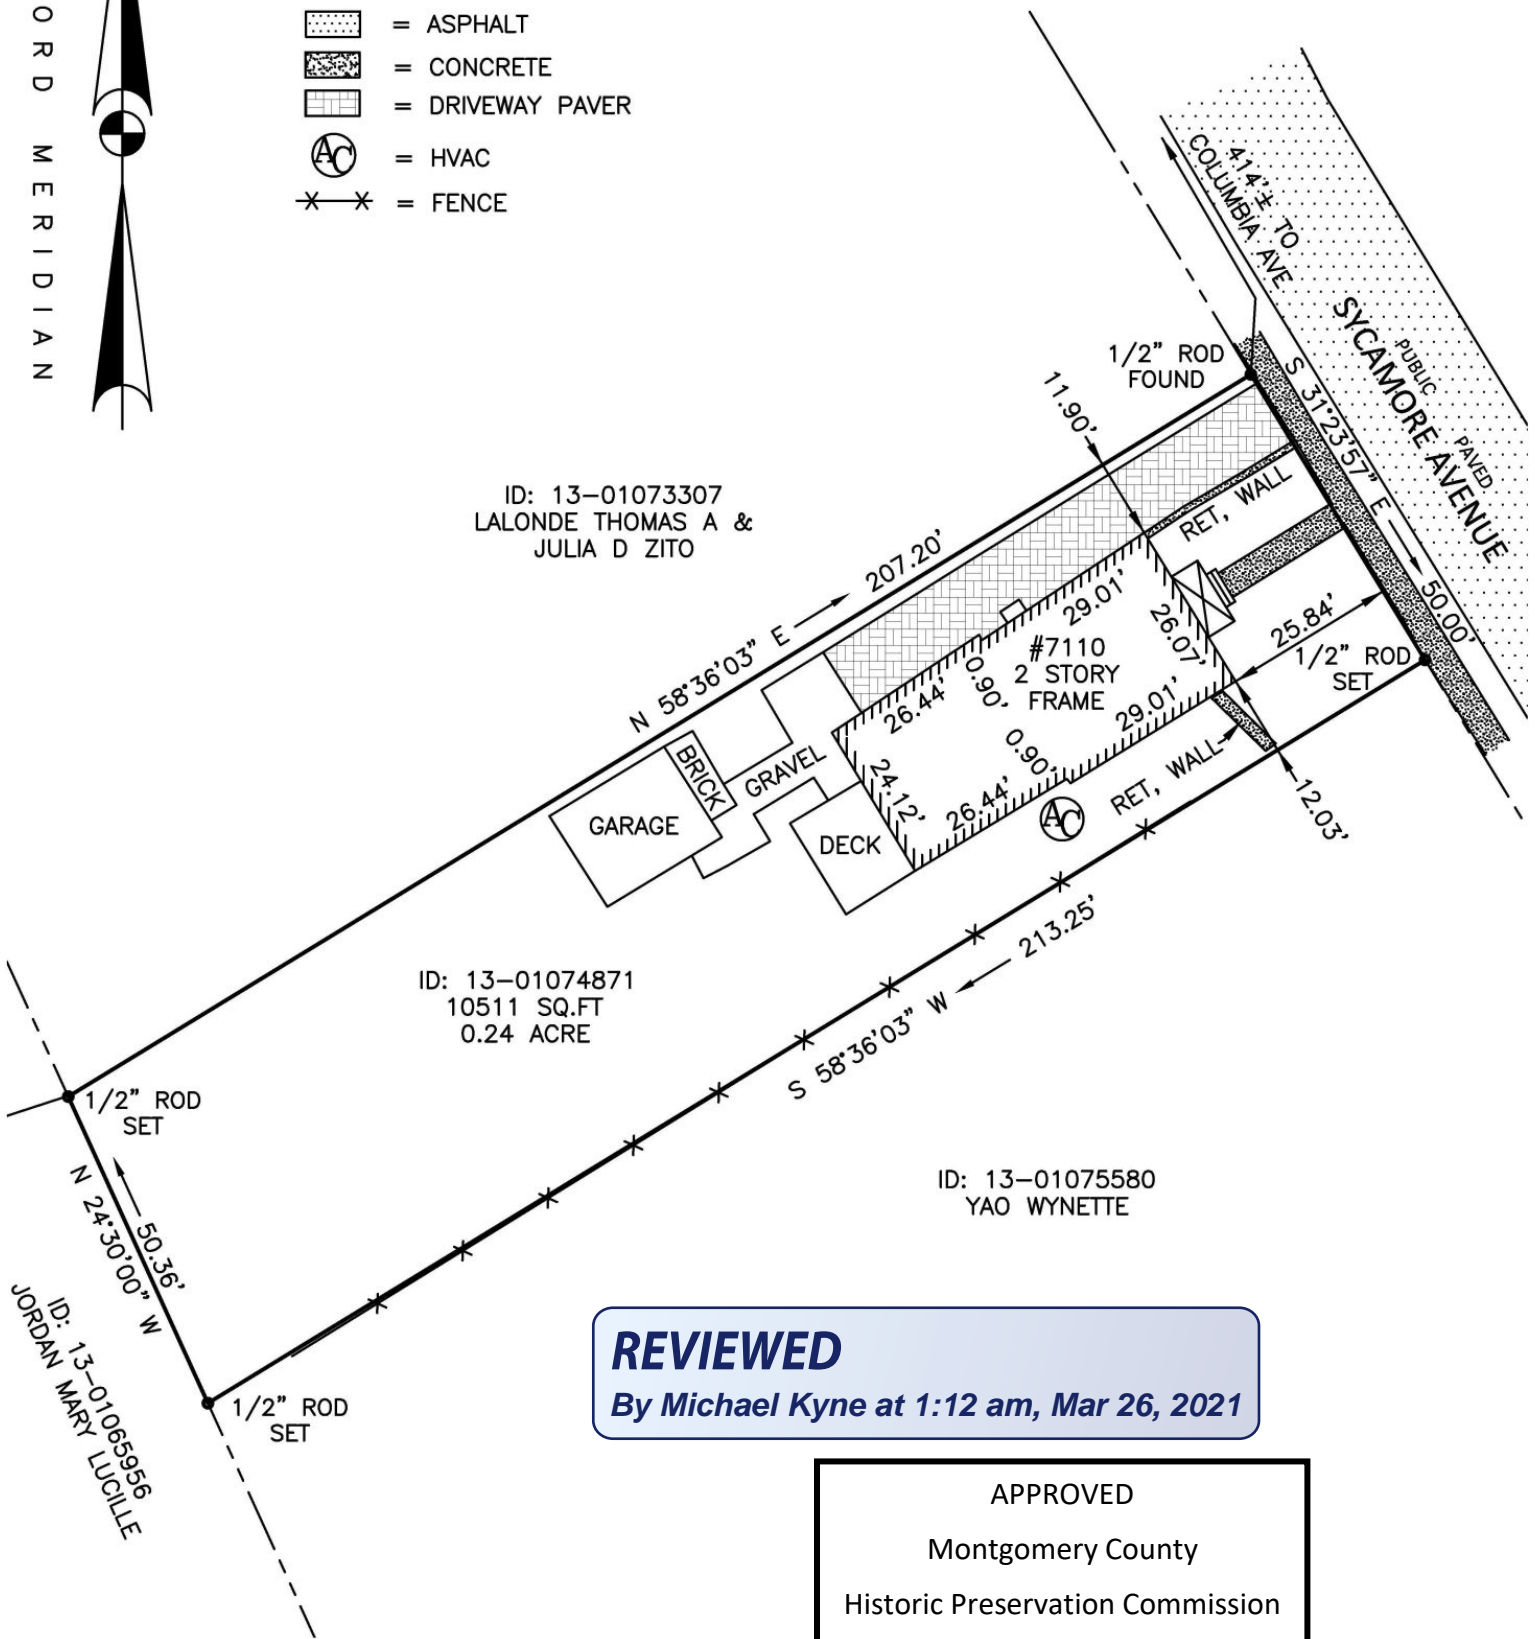 ORD MERIDIAN
= ASPHALT
= CONCRETE
= DRIVEWAY PAVER
AC = HVAC
= FENCE
414'± TO
COLUMBIA AVE
PUBLIC
SYCAMORE AVENUE
PAVED
S 31°23'57" E
50.00'
1/2" ROD
FOUND
11.90'
RET, WALL
ID: 13-01073307
LALONDE THOMAS A &
JULIA D ZITO
N 58°36'03" E
207.20'
29.01'
26.07'
#7110
2 STORY
FRAME
25.84'
1/2" ROD
SET
0.90'
26.44'
29.01'
0.90'
24.12'
26.44'
BRICK
GRAVEL
GARAGE
DECK
AC
RET, WALL
12.03'
213.25'
S 58°36'03" W
ID: 13-01074871
10511 SQ.FT
0.24 ACRE
1/2" ROD
SET
N 24°30'00" W
50.36'
ID: 13-01075580
YAO WYNETTE
ID: 13-01065956
JORDAN MARY LUCILLE
1/2" ROD
SET
REVIEWED
By Michael Kyne at 1:12 am, Mar 26, 2021
APPROVED
Montgomery County
Historic Preservation Commission